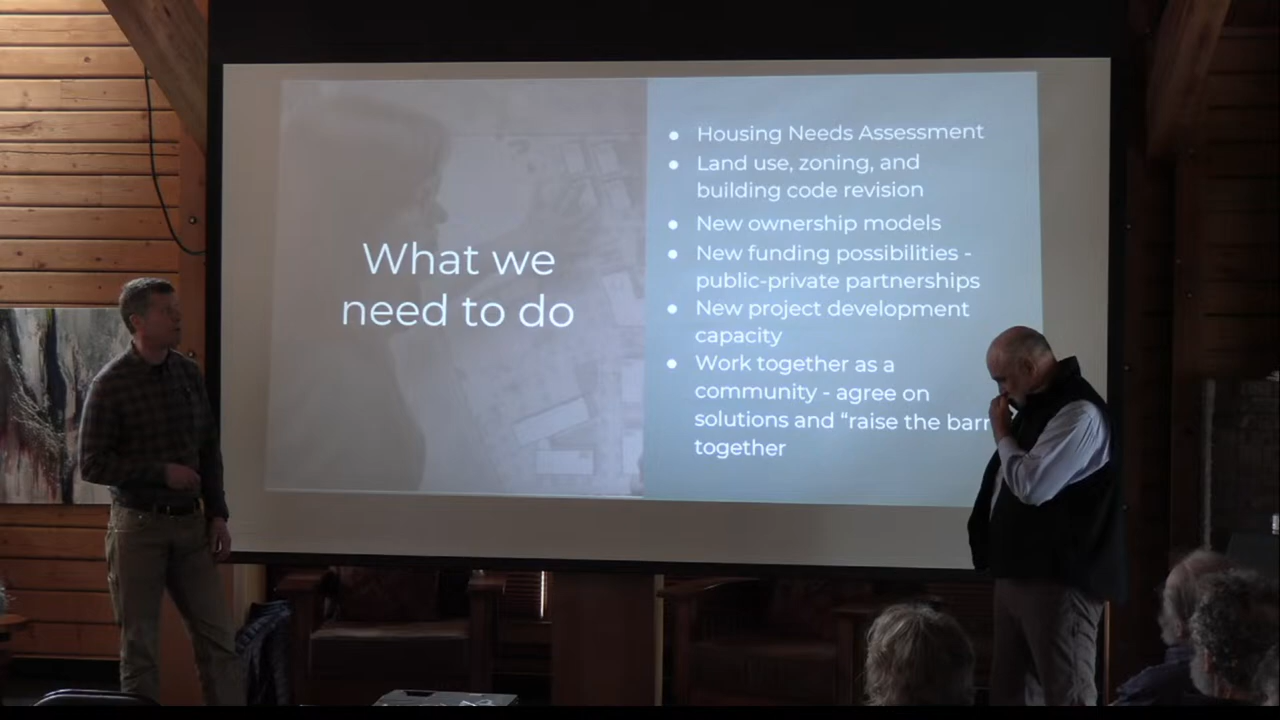 What we
need to do
• Housing Needs Assessment
• Land use, zoning, and
building code revision
• New ownership models
• New funding possibilities -
public-private partnerships
• New project development
capacity
• Work together as a
community - agree on
solutions and “raise the barn
together